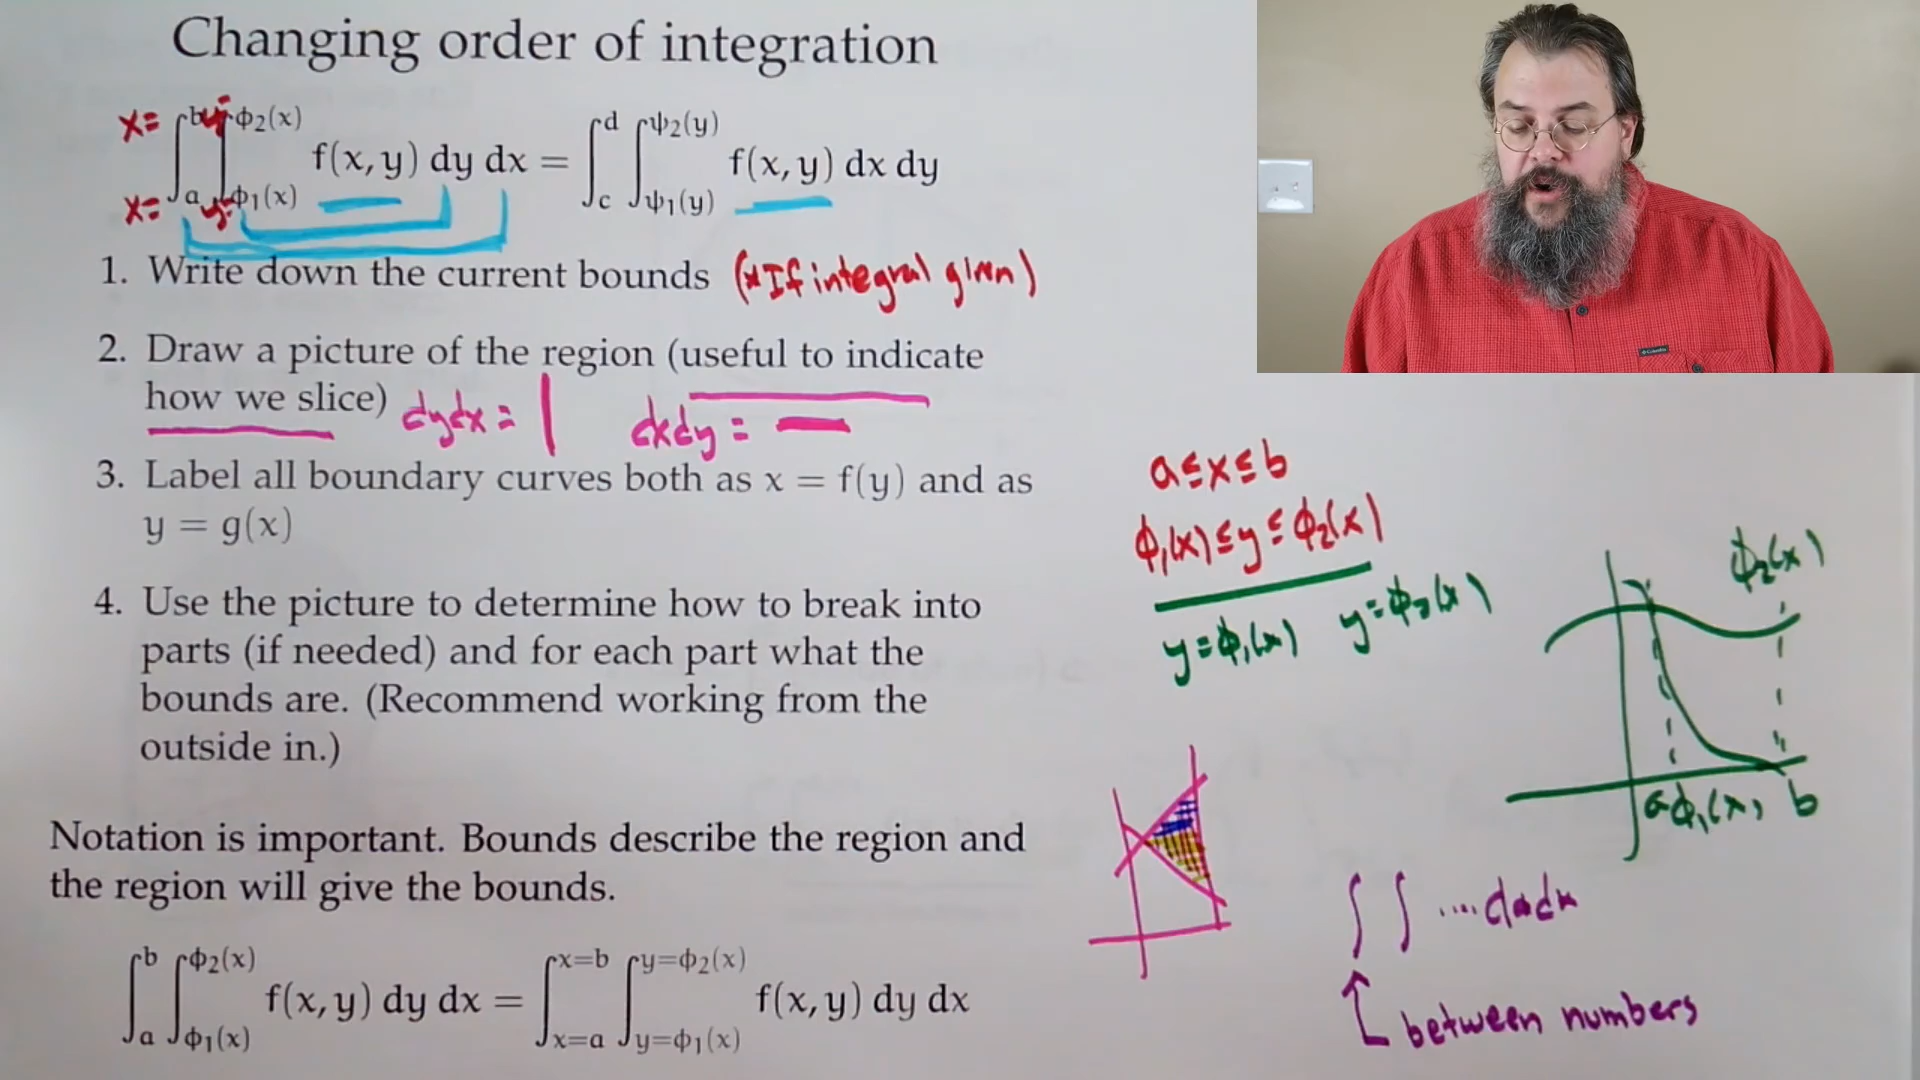 Changing order of integration
x= ∫_a^b ∫_{y=ϕ₁(x)}^{y=ϕ₂(x)} f(x, y) dy dx = ∫_c^d ∫_{ψ₁(y)}^{ψ₂(y)} f(x, y) dx dy
x=
1. Write down the current bounds (*If integral given)
2. Draw a picture of the region (useful to indicate
how we slice) dydx = | dxdy = —
3. Label all boundary curves both as x = f(y) and as
y = g(x)
4. Use the picture to determine how to break into
parts (if needed) and for each part what the
bounds are. (Recommend working from the
outside in.)
Notation is important. Bounds describe the region and
the region will give the bounds.
∫_a^b ∫_{ϕ₁(x)}^{ϕ₂(x)} f(x, y) dy dx = ∫_{x=a}^{x=b} ∫_{y=ϕ₁(x)}^{y=ϕ₂(x)} f(x, y) dy dx
a≤x≤b
ϕ₁(x)≤y≤ϕ₂(x)
y=ϕ₁(x) y=ϕ₂(x)
ϕ₂(x)
a ϕ₁(x) b
∫ ∫ ....
between numbers
Columbia